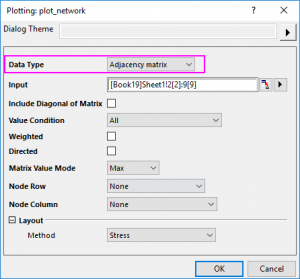 Plotting: plot_network
Dialog Theme
Data Type Adjacency matrix
Input [Book19]Sheet1!2[2]:9[9]
Include Diagonal of Matrix
Value Condition All
Weighted
Directed
Matrix Value Mode Max
Node Row None
Node Column None
Layout
Method Stress
OK Cancel